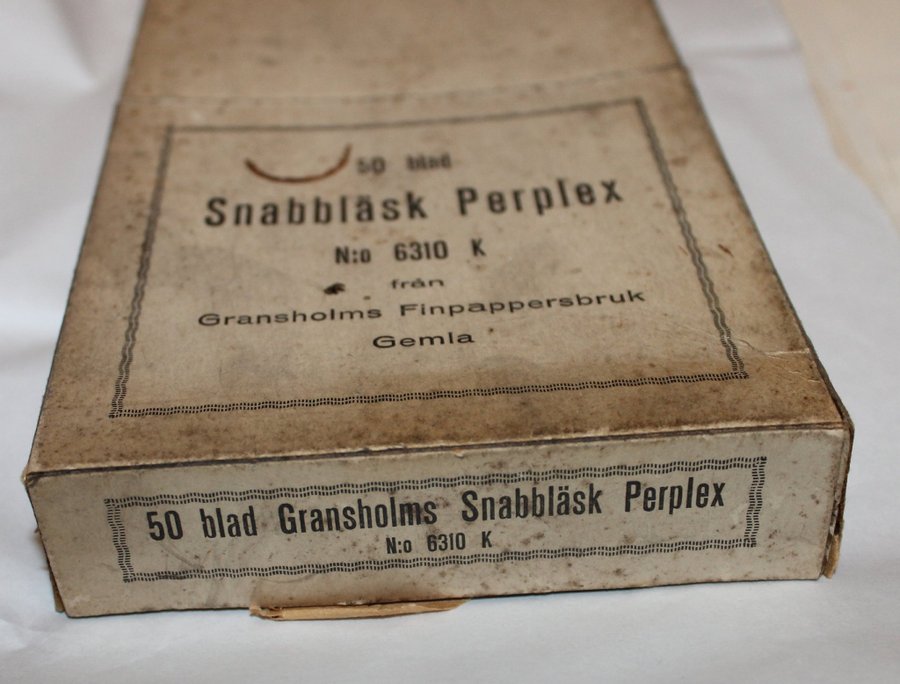 50 blad
Snabbläsk Perplex
N:o 6310 K
från
Gransholms Finpappersbruk
Gemla
50 blad Gransholms Snabbläsk Perplex
N:o 6310 K